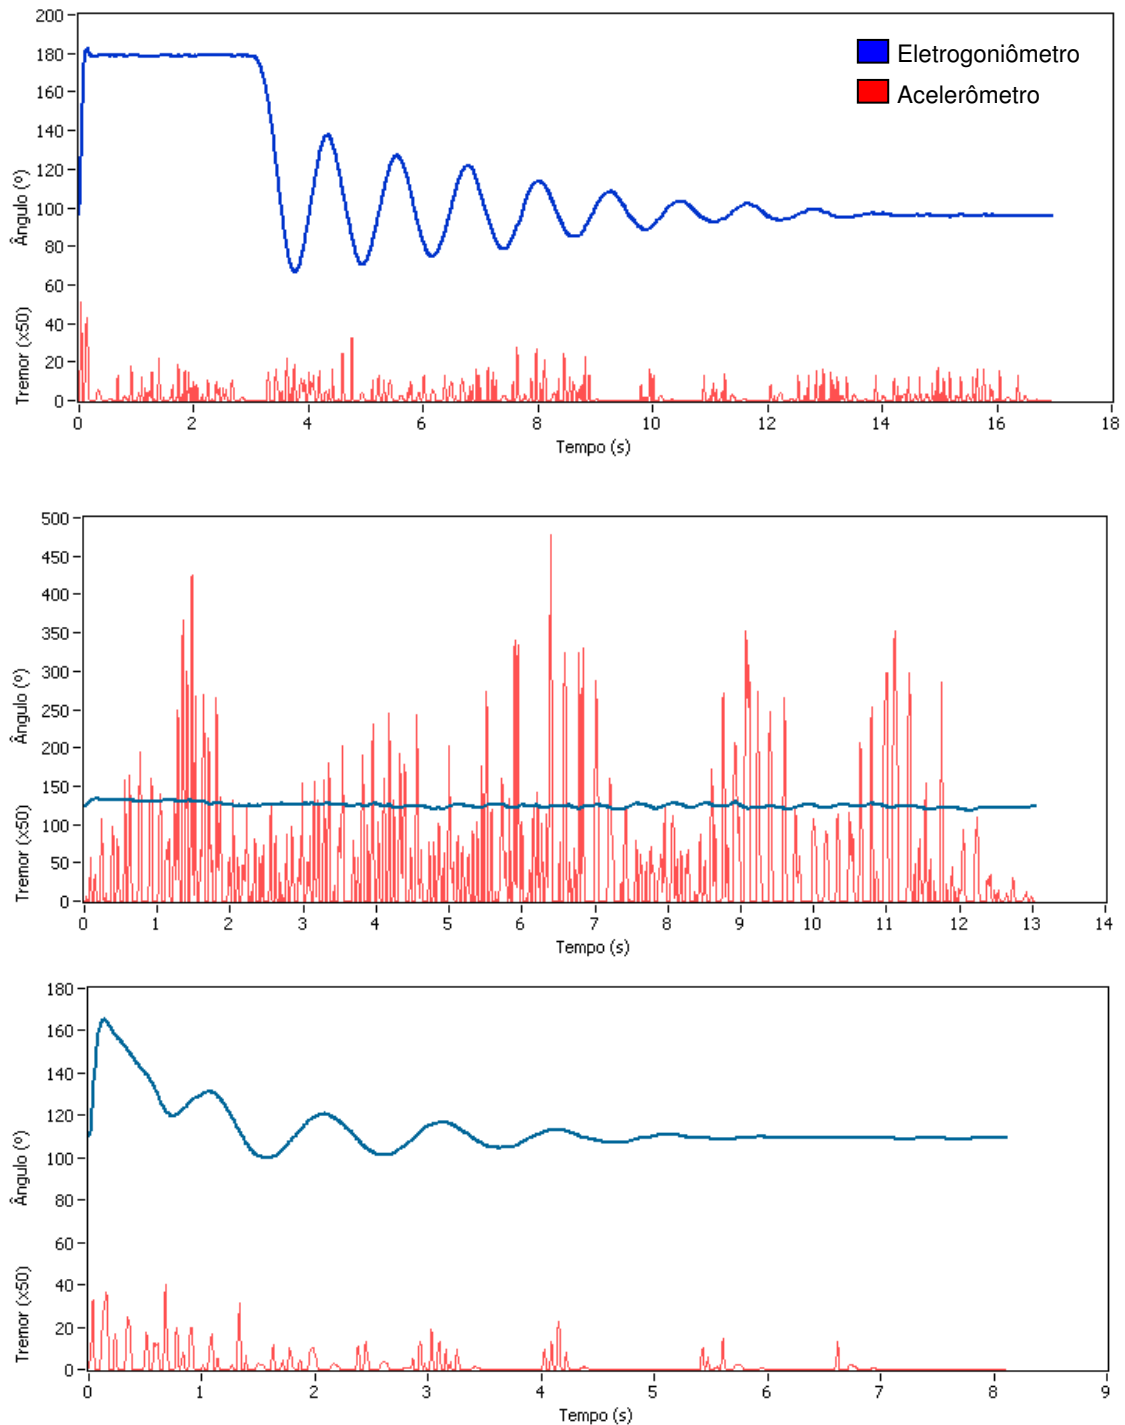 200
180
160
140
120
100
80
60
40
20
0
Ângulo (º)
Tremor (x50)
Eletrogoniômetro
Acelerômetro
0 2 4 6 8 10 12 14 16 18
Tempo (s)
500
450
400
350
300
250
200
150
100
50
0
Ângulo (º)
Tremor (x50)
0 1 2 3 4 5 6 7 8 9 10 11 12 13 14
Tempo (s)
180
160
140
120
100
80
60
40
20
0
Ângulo (º)
Tremor (x50)
0 1 2 3 4 5 6 7 8 9
Tempo (s)